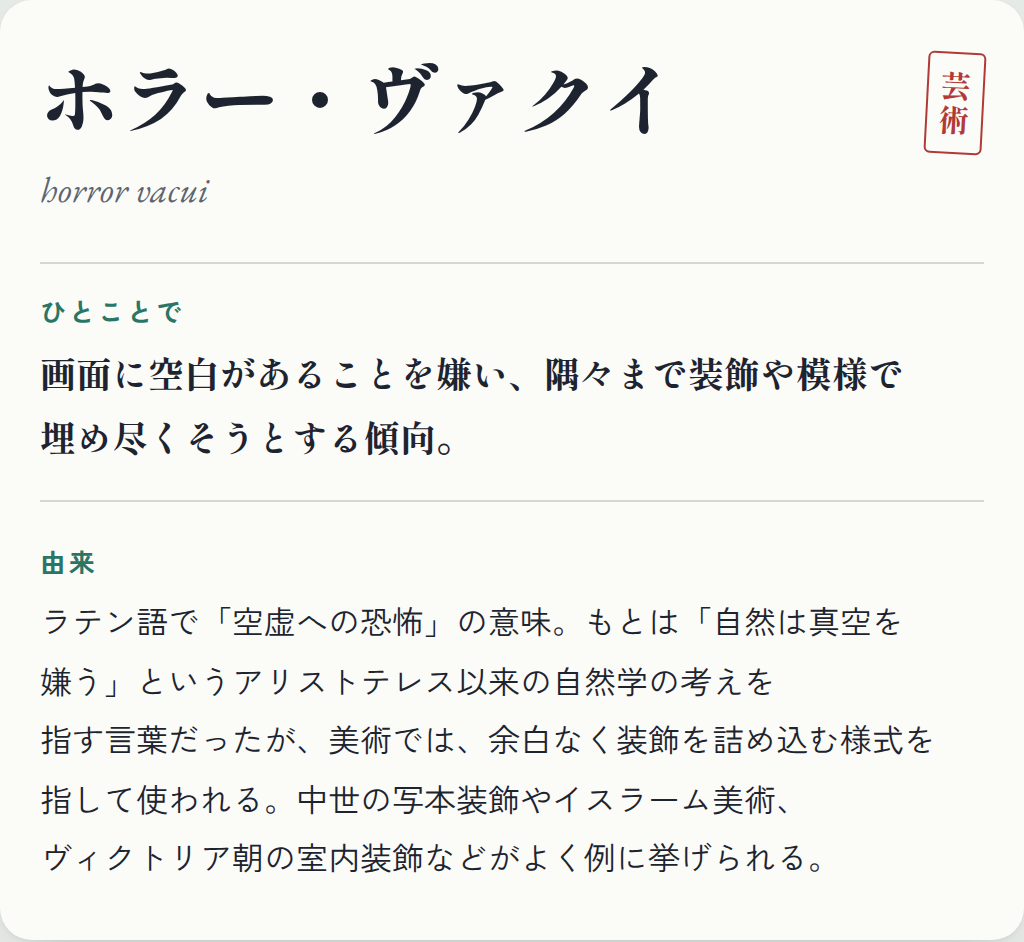 ホラー・ヴァクイ
芸術
horror vacui
ひとことで
画面に空白があることを嫌い、隅々まで装飾や模様で
埋め尽くそうとする傾向。
由来
ラテン語で「空虚への恐怖」の意味。もとは「自然は真空を
嫌う」というアリストテレス以来の自然学の考えを
指す言葉だったが、美術では、余白なく装飾を詰め込む様式を
指して使われる。中世の写本装飾やイスラーム美術、
ヴィクトリア朝の室内装飾などがよく例に挙げられる。